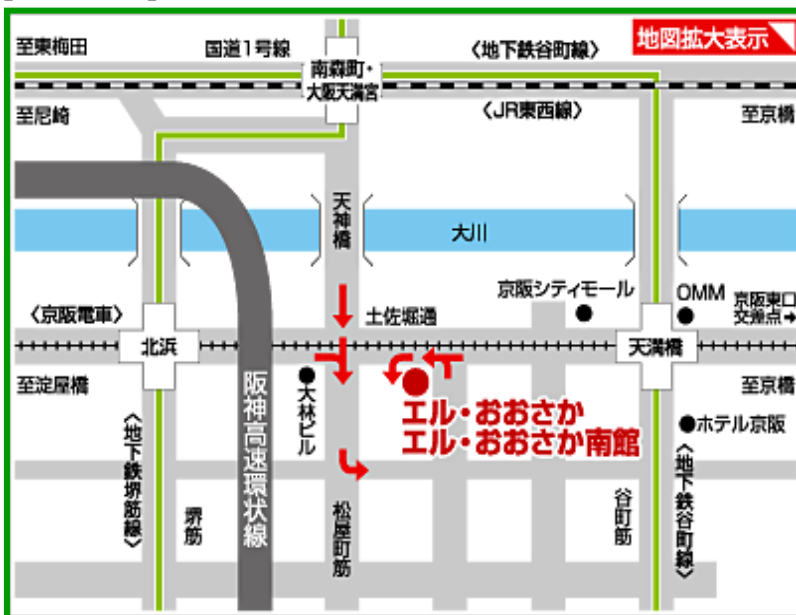 至東梅田
国道1号線
〈地下鉄谷町線〉
地図拡大表示
南森町・
大阪天満宮
至尼崎
〈JR東西線〉
至京橋
天神橋
大川
京阪シティモール
OMM
京阪東口
交差点➔
〈京阪電車〉
土佐堀通
北浜
天満橋
至淀屋橋
至京橋
阪神高速環状線
大林ビル
エル・おおさか
エル・おおさか南館
ホテル京阪
〈地下鉄堺筋線〉
堺筋
松屋町筋
谷町筋
〈地下鉄谷町線〉